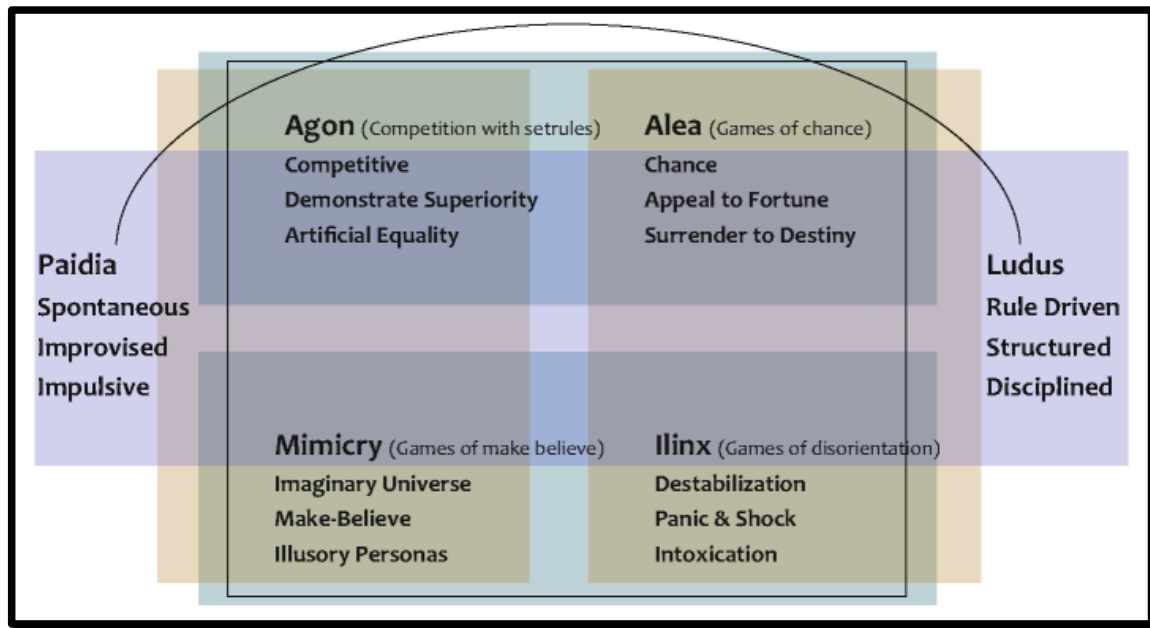 Agon (Competition with setrules)
Competitive
Demonstrate Superiority
Artificial Equality
Alea (Games of chance)
Chance
Appeal to Fortune
Surrender to Destiny
Paidia
Spontaneous
Improvised
Impulsive
Ludus
Rule Driven
Structured
Disciplined
Mimicry (Games of make believe)
Imaginary Universe
Make-Believe
Illusory Personas
Ilinx (Games of disorientation)
Destabilization
Panic & Shock
Intoxication